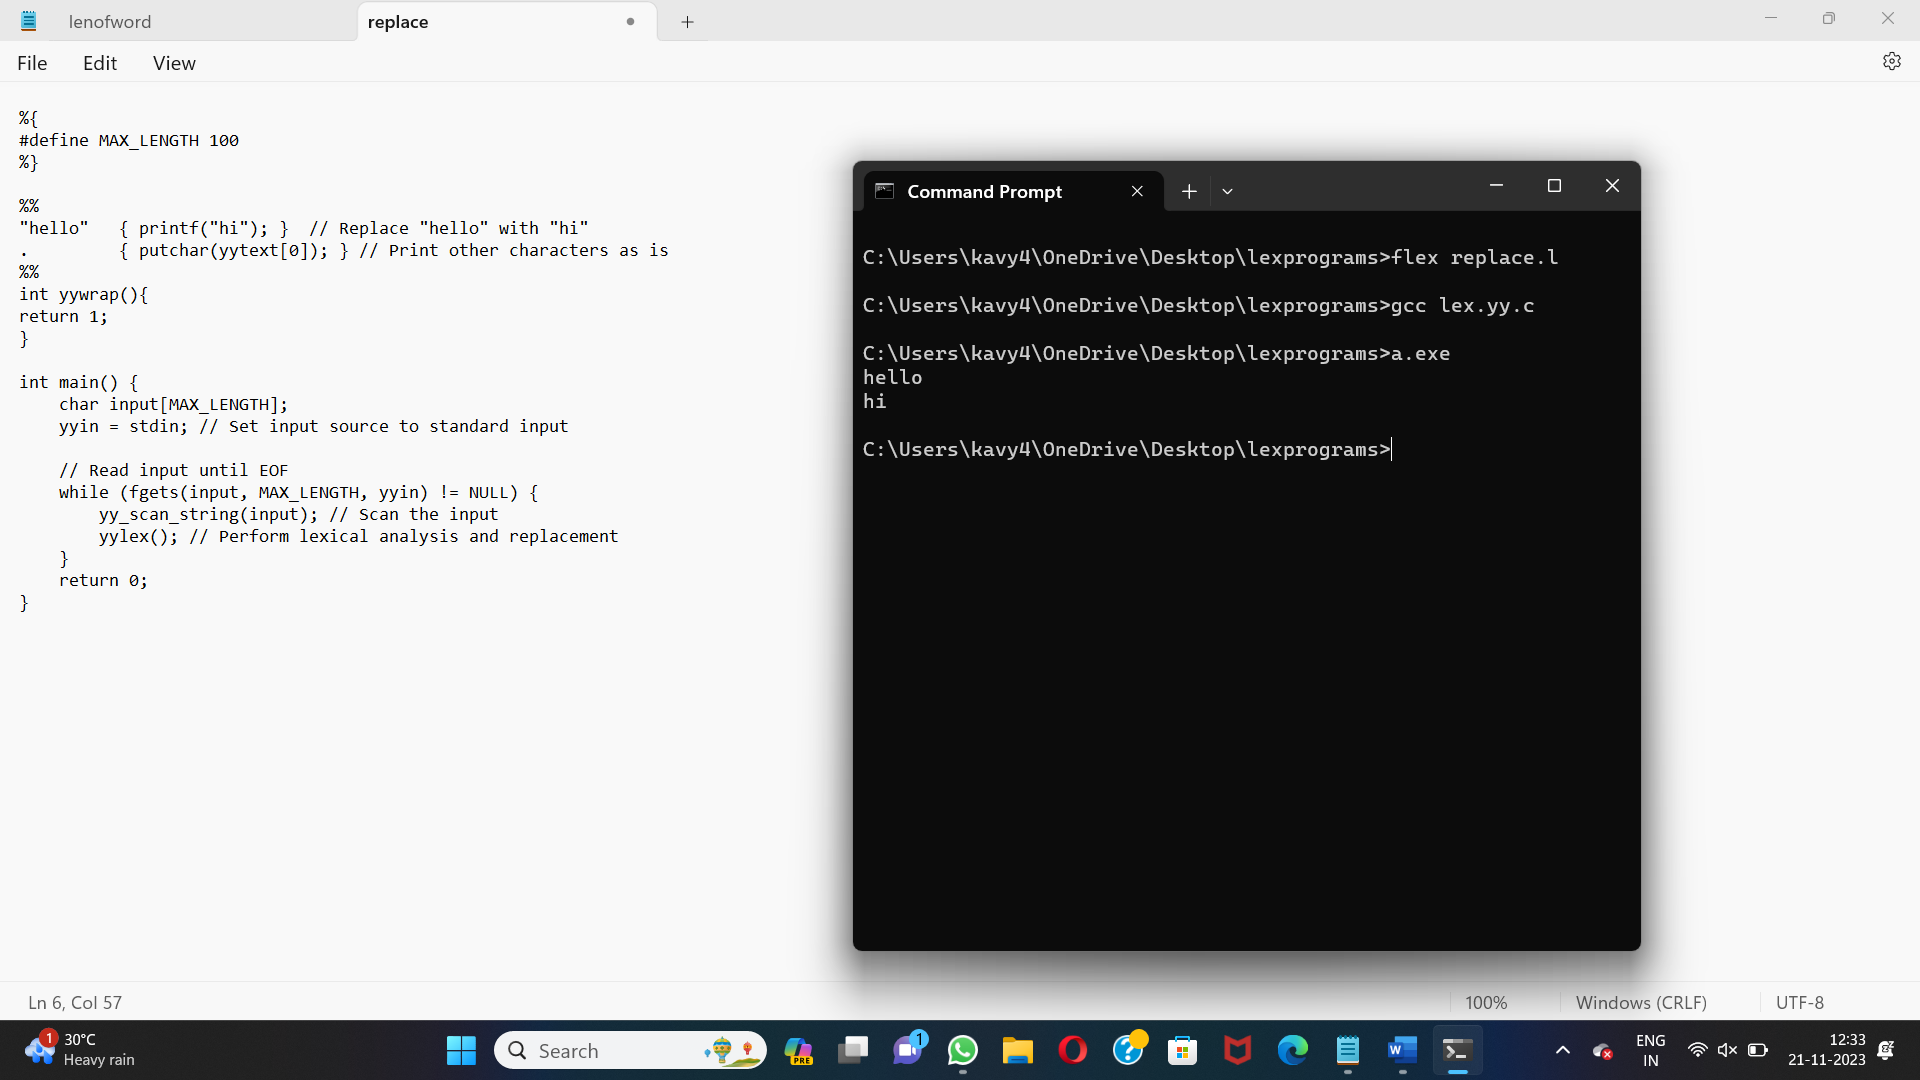 lenofword
replace
File Edit View
%{
#define MAX_LENGTH 100
%}
%%
"hello"   { printf("hi"); }  // Replace "hello" with "hi"
.         { putchar(yytext[0]); } // Print other characters as is
%%
int yywrap(){
return 1;
}
int main() {
    char input[MAX_LENGTH];
    yyin = stdin; // Set input source to standard input
    // Read input until EOF
    while (fgets(input, MAX_LENGTH, yyin) != NULL) {
        yy_scan_string(input); // Scan the input
        yylex(); // Perform lexical analysis and replacement
    }
    return 0;
}
Command Prompt
C:\Users\kavy4\OneDrive\Desktop\lexprograms>flex replace.l
C:\Users\kavy4\OneDrive\Desktop\lexprograms>gcc lex.yy.c
C:\Users\kavy4\OneDrive\Desktop\lexprograms>a.exe
hello
hi
C:\Users\kavy4\OneDrive\Desktop\lexprograms>
Ln 6, Col 57
100%
Windows (CRLF)
UTF-8
1
30°C
Heavy rain
Search
PRE
1
W
ENG
IN
12:33
21-11-2023